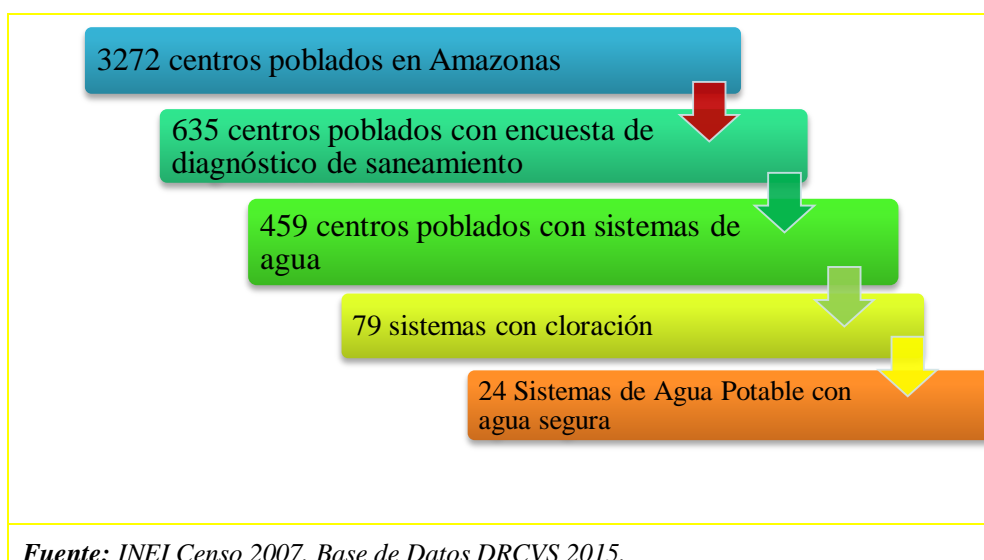 3272 centros poblados en Amazonas
635 centros poblados con encuesta de
diagnóstico de saneamiento
459 centros poblados con sistemas de
agua
79 sistemas con cloración
24 Sistemas de Agua Potable con
agua segura
Fuente: INEI Censo 2007. Base de Datos DRCVS 2015.